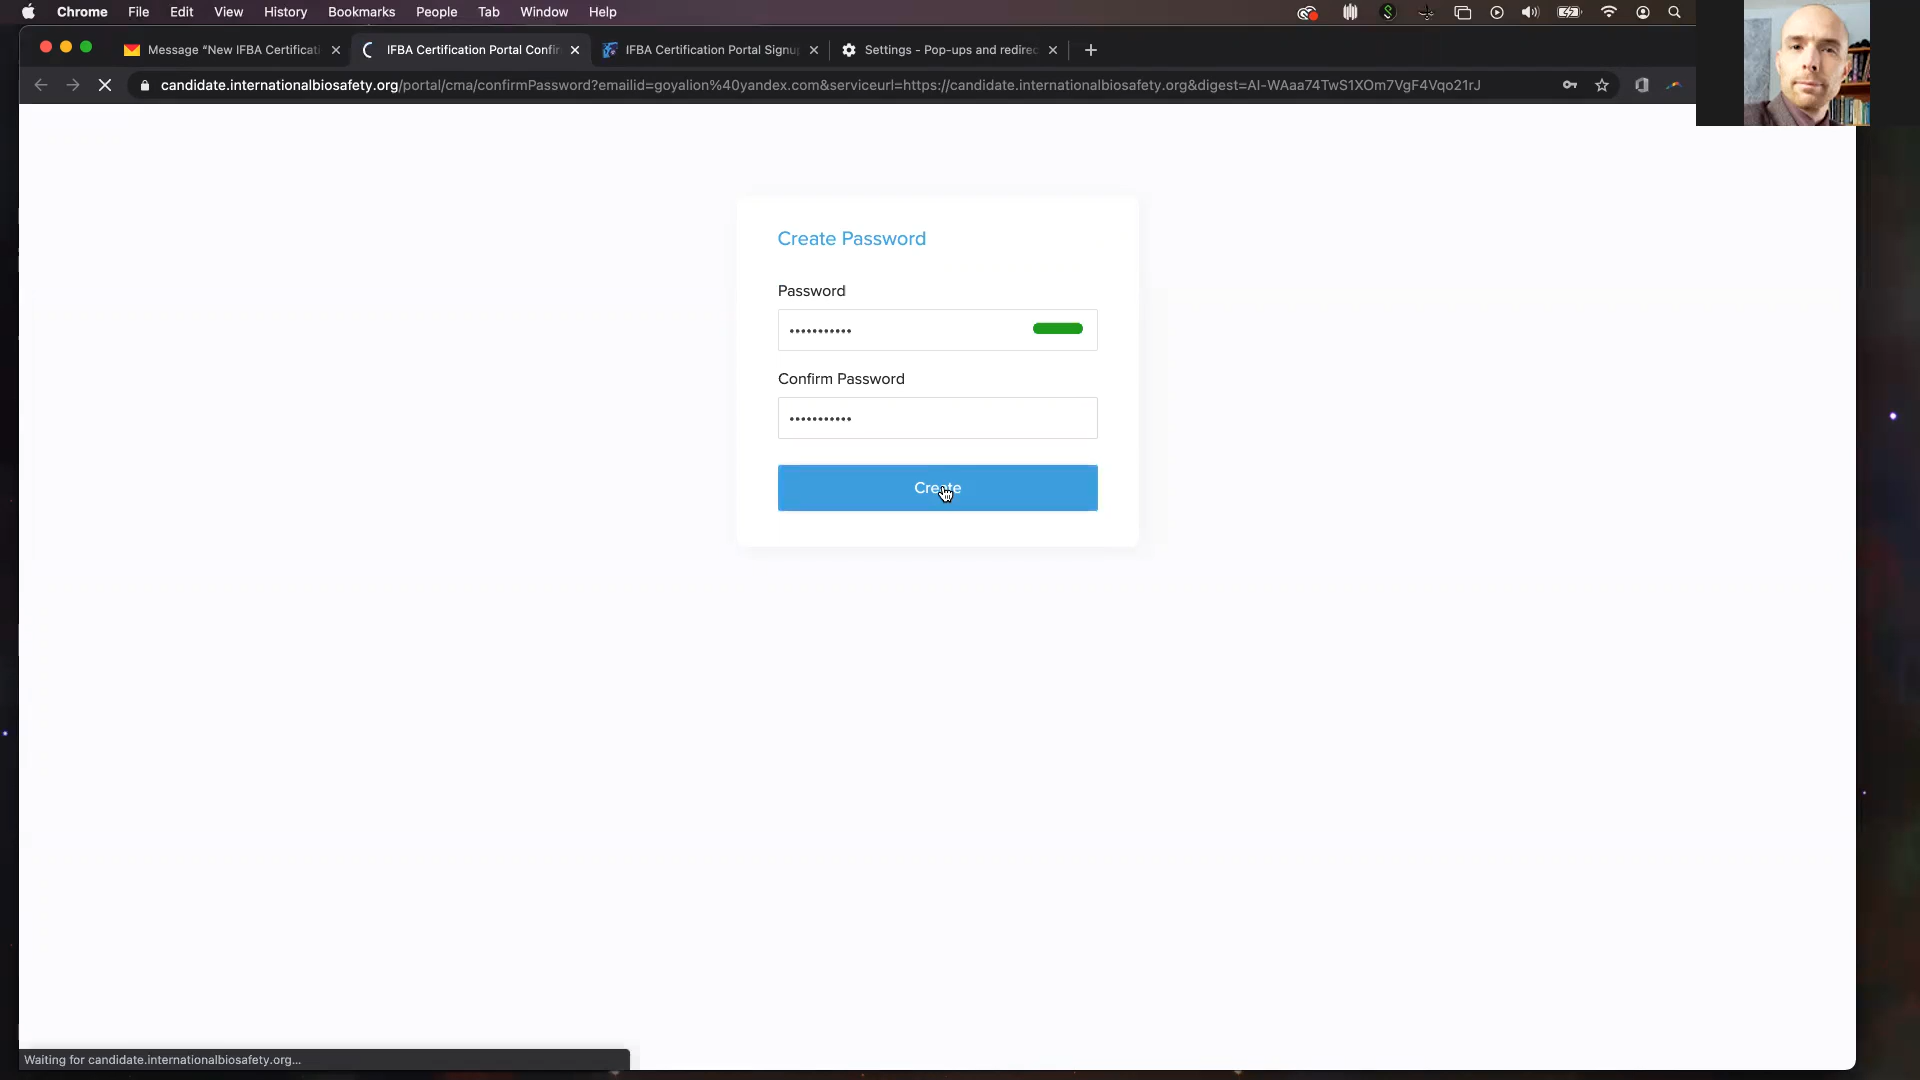 Chrome File Edit View History Bookmarks People Tab Window Help
Message “New IFBA Certificati
IFBA Certification Portal Confir
IFBA Certification Portal Signu
Settings - Pop-ups and redirec
candidate.internationalbiosafety.org/portal/cma/confirmPassword?emailid=goyalion%40yandex.com&serviceurl=https://candidate.internationalbiosafety.org&digest=AI-WAaa74TwS1XOm7VgF4Vqo21rJ
Create Password
Password
•••••••••••
Confirm Password
•••••••••••
Create
Waiting for candidate.internationalbiosafety.org...